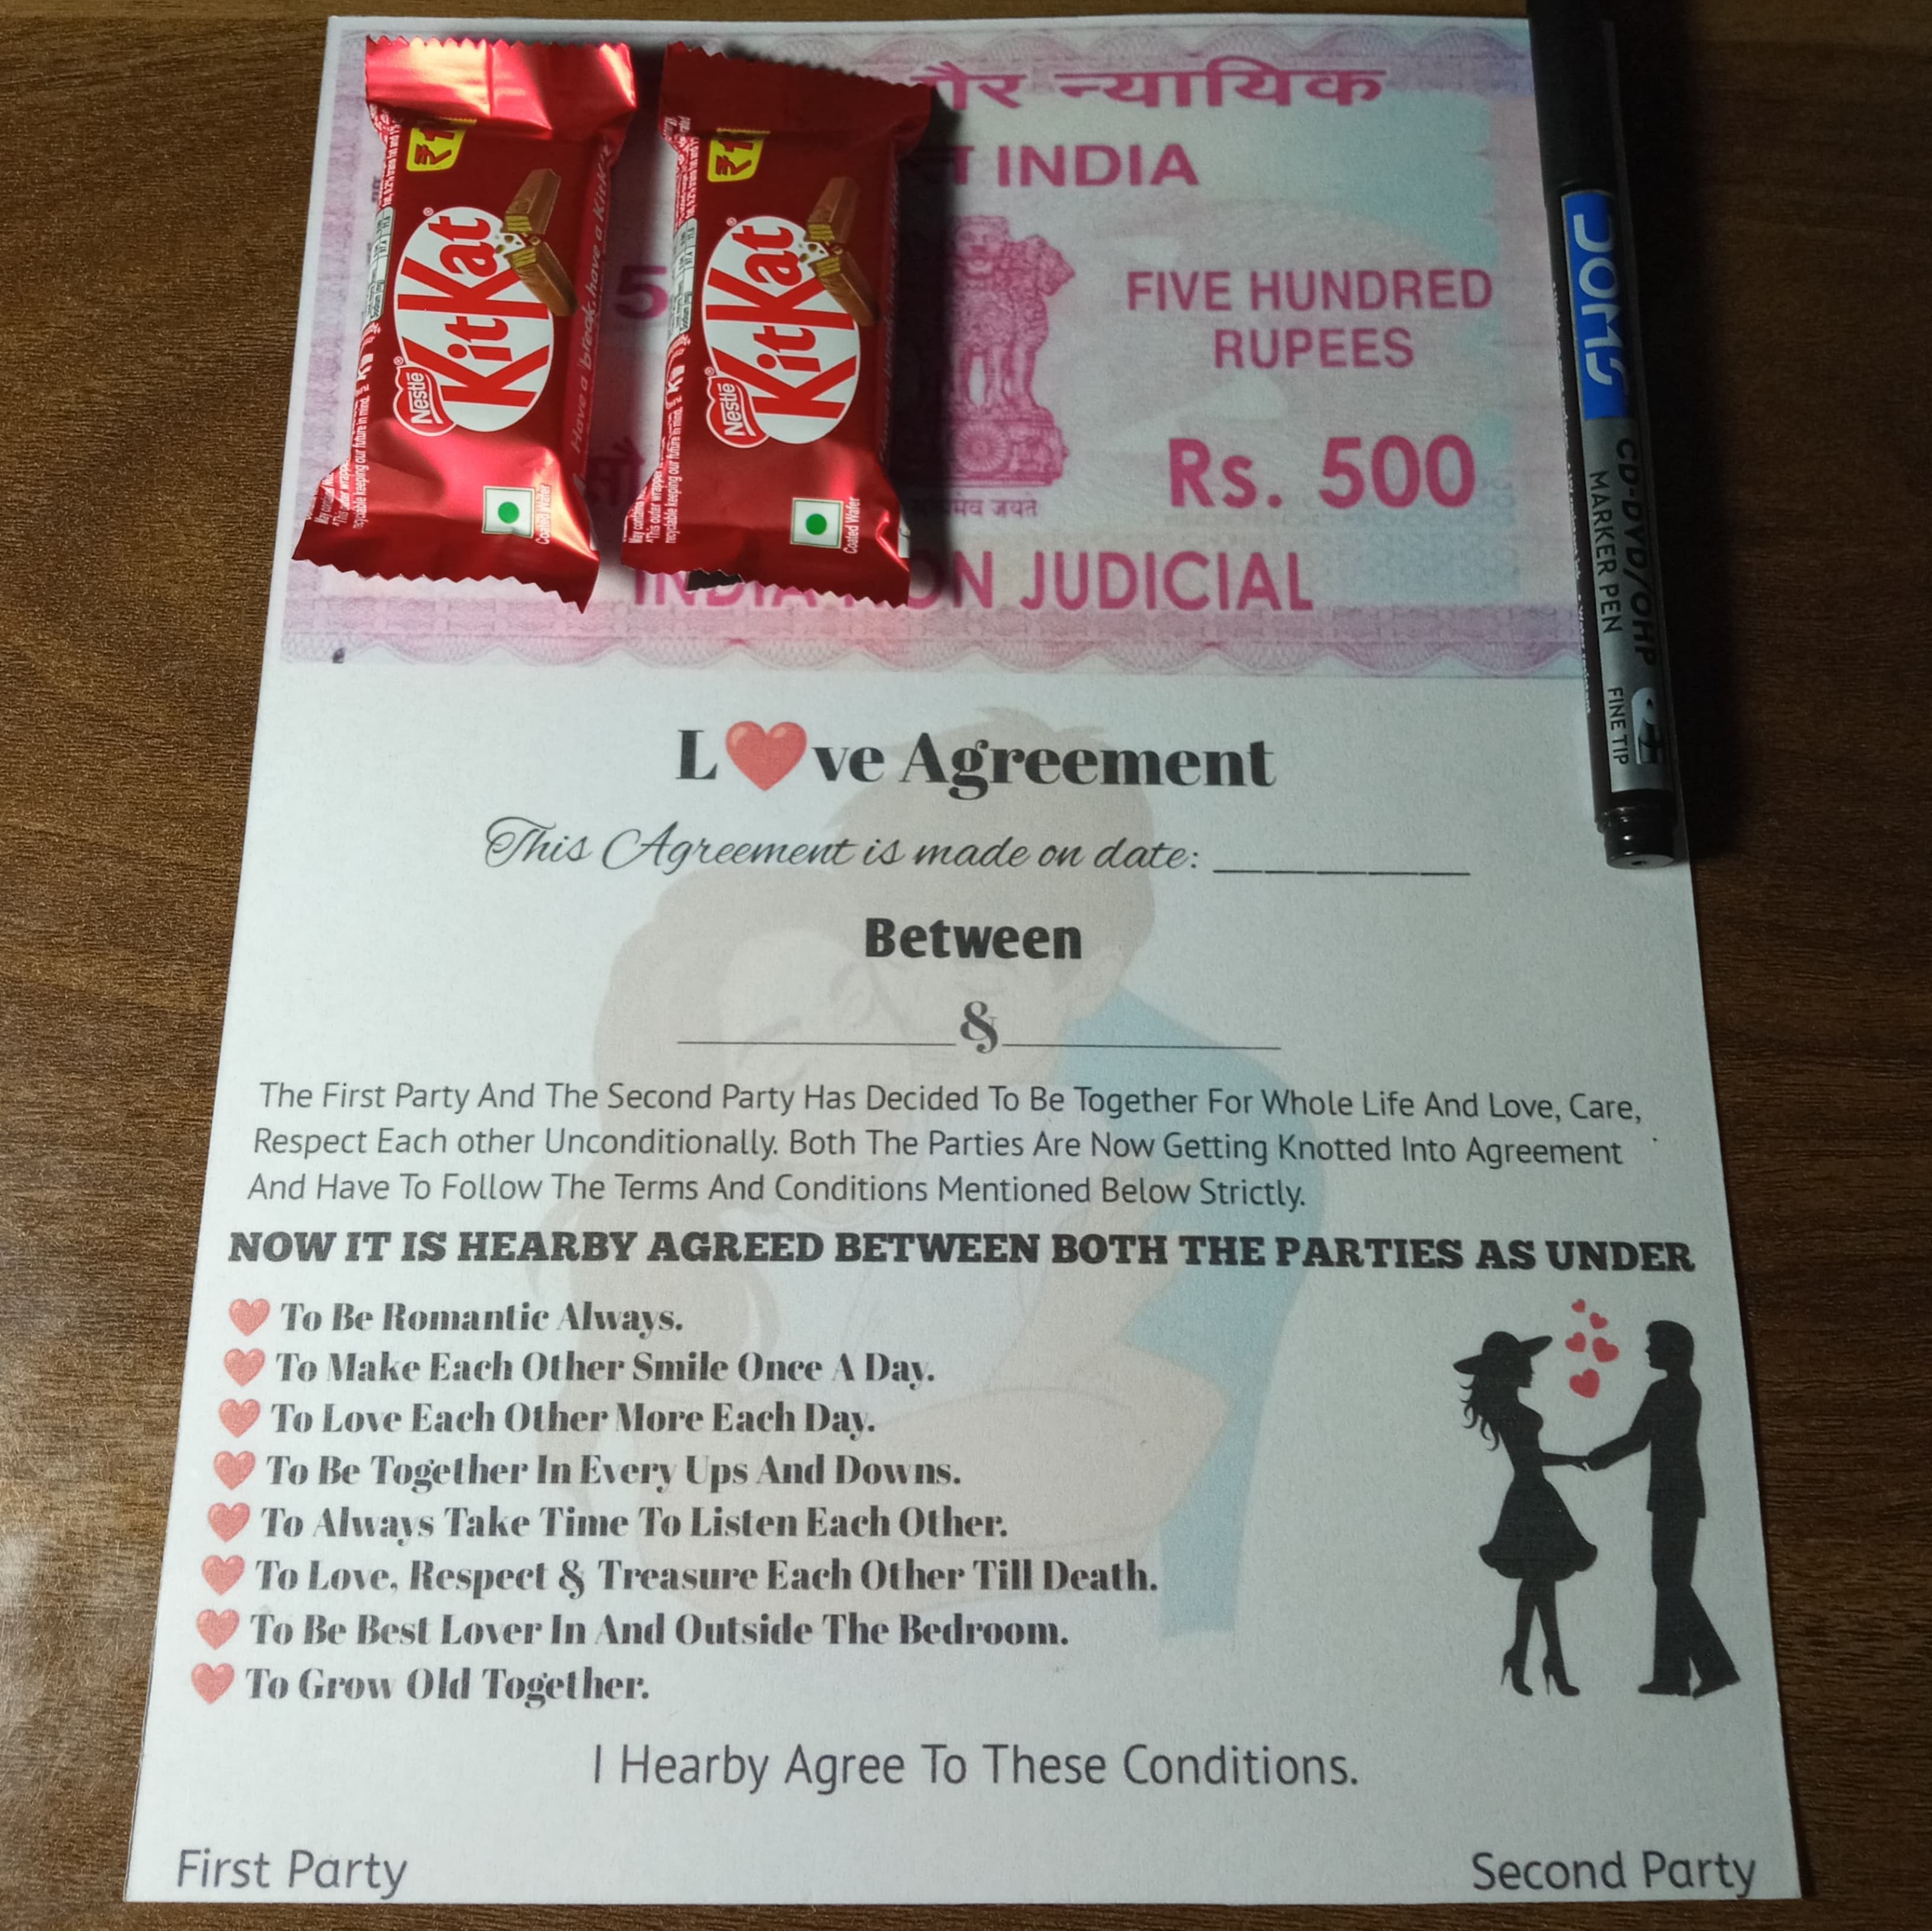 Nestlé
KitKat
Have a break, have a KitKat
Coated Wafer
Nestlé
KitKat
Coated Wafer
न्यायिक
INDIA
FIVE HUNDRED
RUPEES
Rs. 500
जयते
JUDICIAL
DOMS
CD-DVD/OHP
MARKER PEN
FINE TIP
L❤ve Agreement
This Agreement is made on date: __________
Between
__________&__________
The First Party And The Second Party Has Decided To Be Together For Whole Life And Love, Care,
Respect Each other Unconditionally. Both The Parties Are Now Getting Knotted Into Agreement
And Have To Follow The Terms And Conditions Mentioned Below Strictly.
NOW IT IS HEARBY AGREED BETWEEN BOTH THE PARTIES AS UNDER
❤ To Be Romantic Always.
❤ To Make Each Other Smile Once A Day.
❤ To Love Each Other More Each Day.
❤ To Be Together In Every Ups And Downs.
❤ To Always Take Time To Listen Each Other.
❤ To Love, Respect & Treasure Each Other Till Death.
❤ To Be Best Lover In And Outside The Bedroom.
❤ To Grow Old Together.
I Hearby Agree To These Conditions.
First Party
Second Party